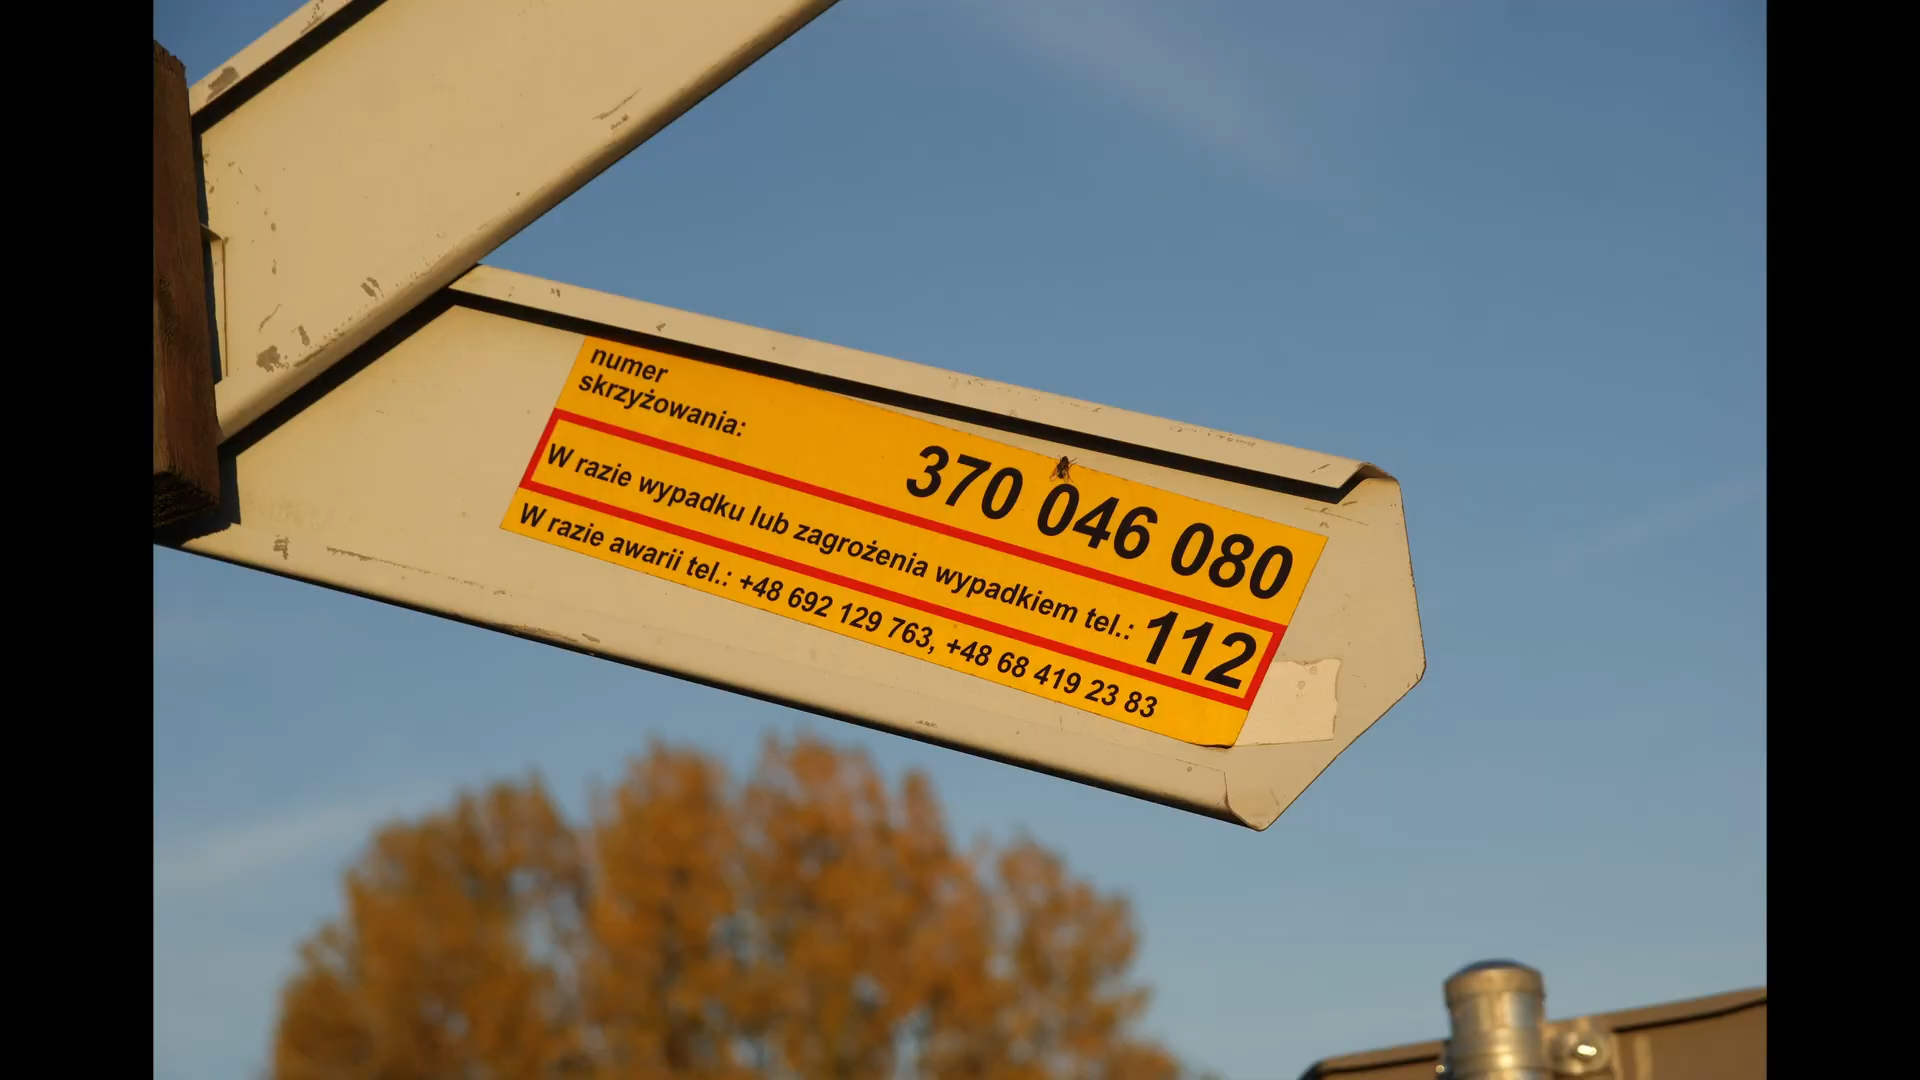 numer
skrzyżowania:
370 046 080
W razie wypadku lub zagrożenia wypadkiem tel.: 112
W razie awarii tel.: +48 692 129 763, +48 68 419 23 83